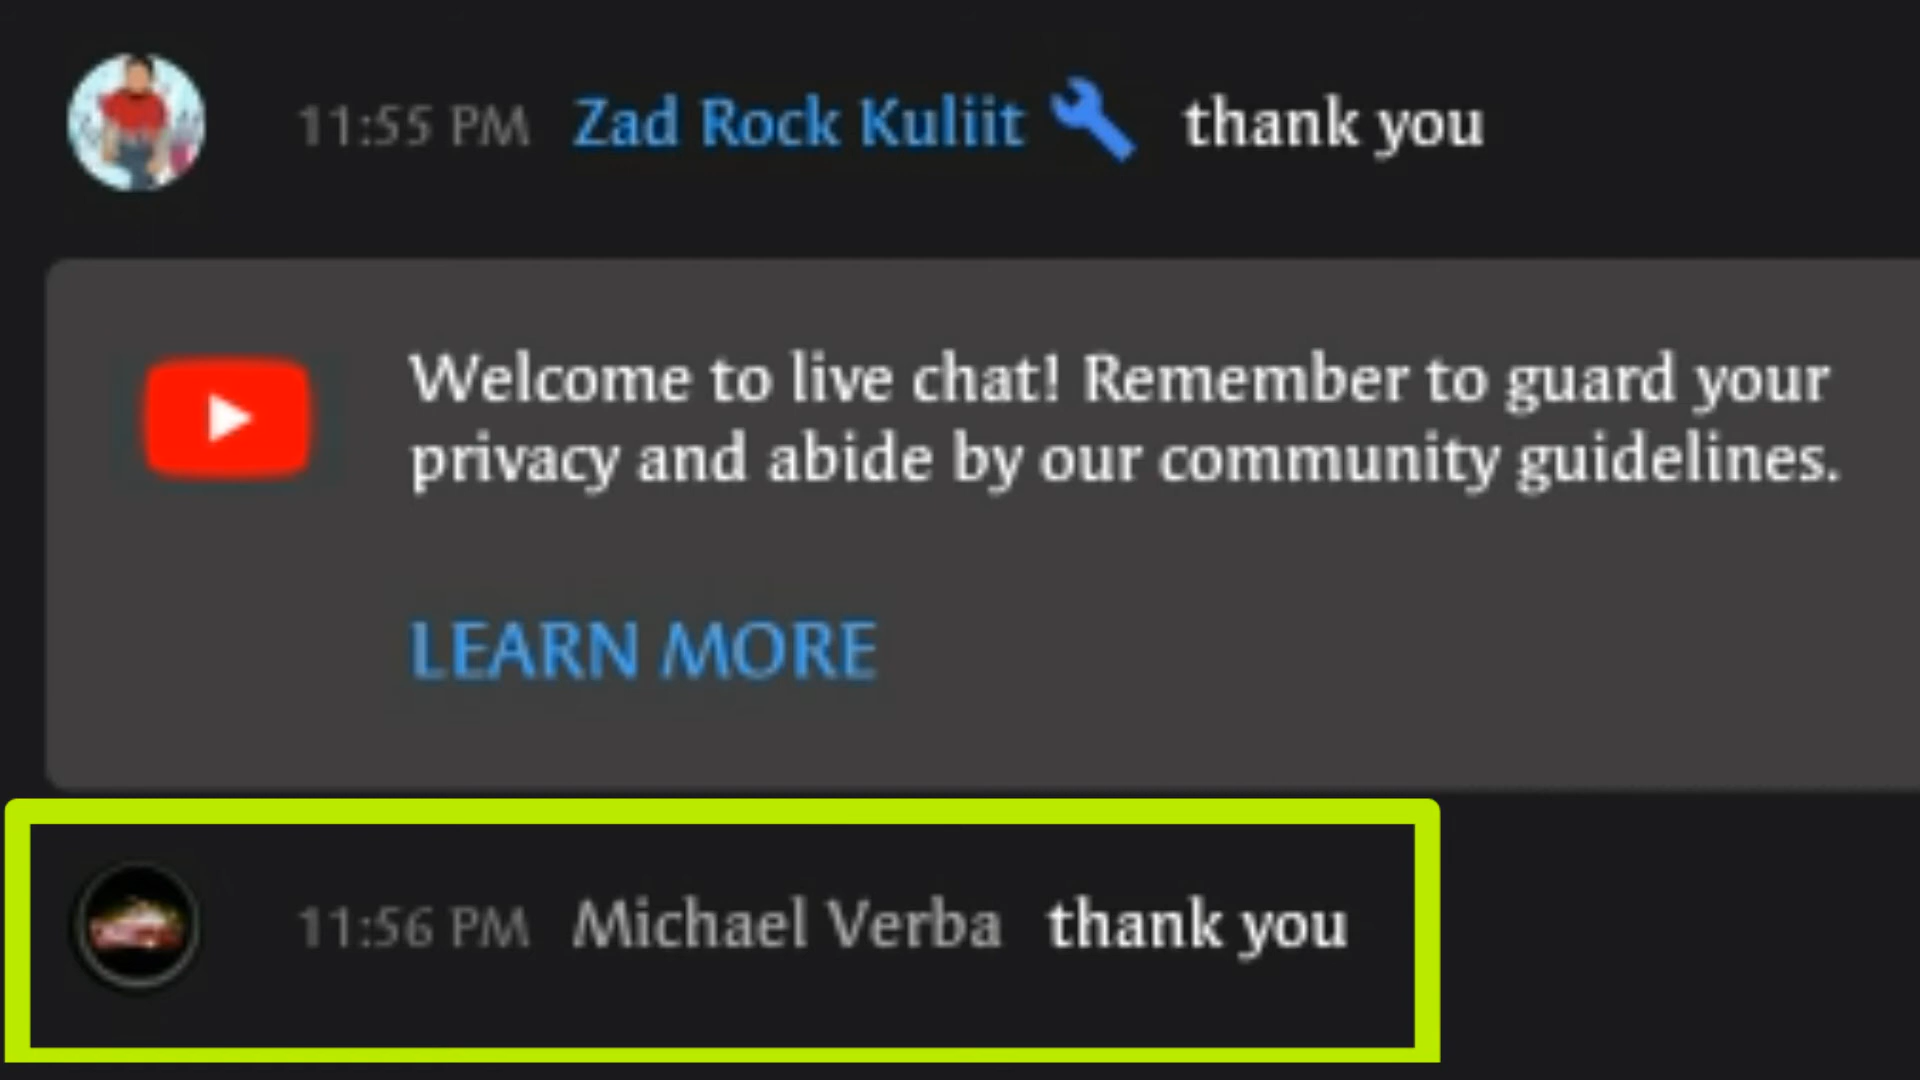 11:55 PM Zad Rock Kuliit thank you
Welcome to live chat! Remember to guard your
privacy and abide by our community guidelines.
LEARN MORE
11:56 PM Michael Verba thank you